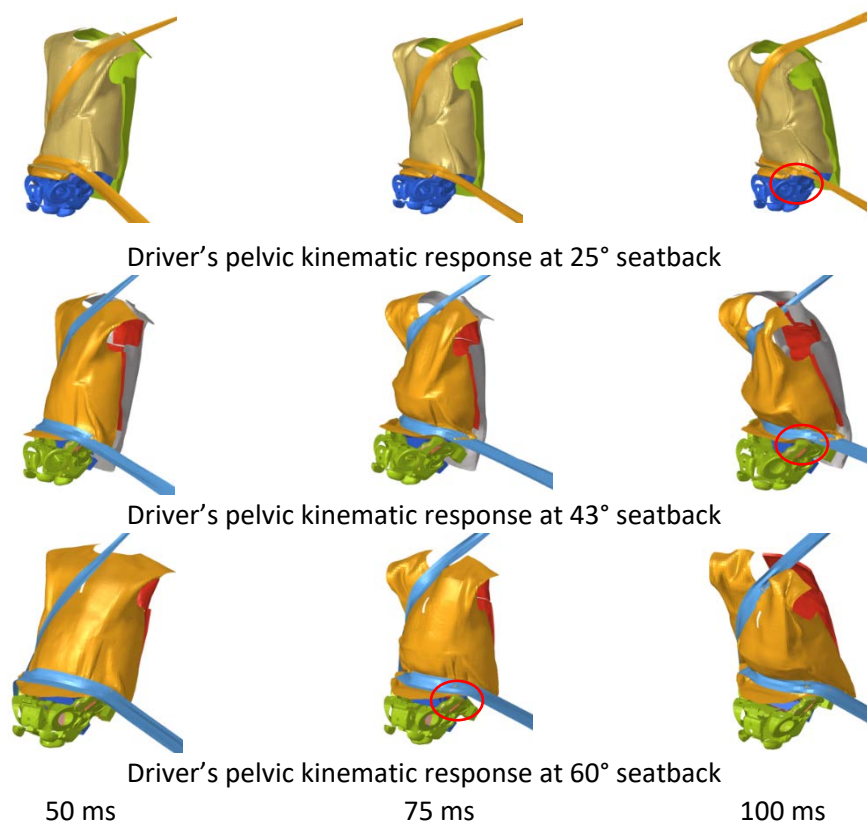 Driver’s pelvic kinematic response at 25° seatback
Driver’s pelvic kinematic response at 43° seatback
Driver’s pelvic kinematic response at 60° seatback
50 ms 75 ms 100 ms